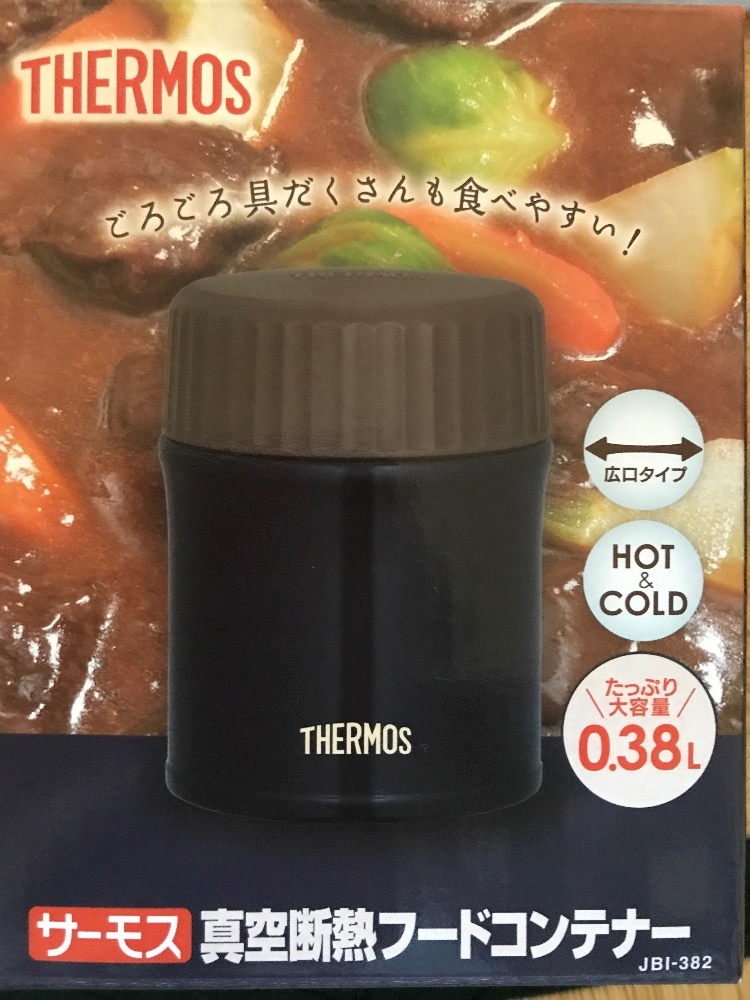 THERMOS
ごろごろ具だくさんも食べやすい!
広口タイプ
HOT
&
COLD
たっぷり
大容量
0.38L
THERMOS
サーモス 真空断熱フードコンテナー
JBI-382